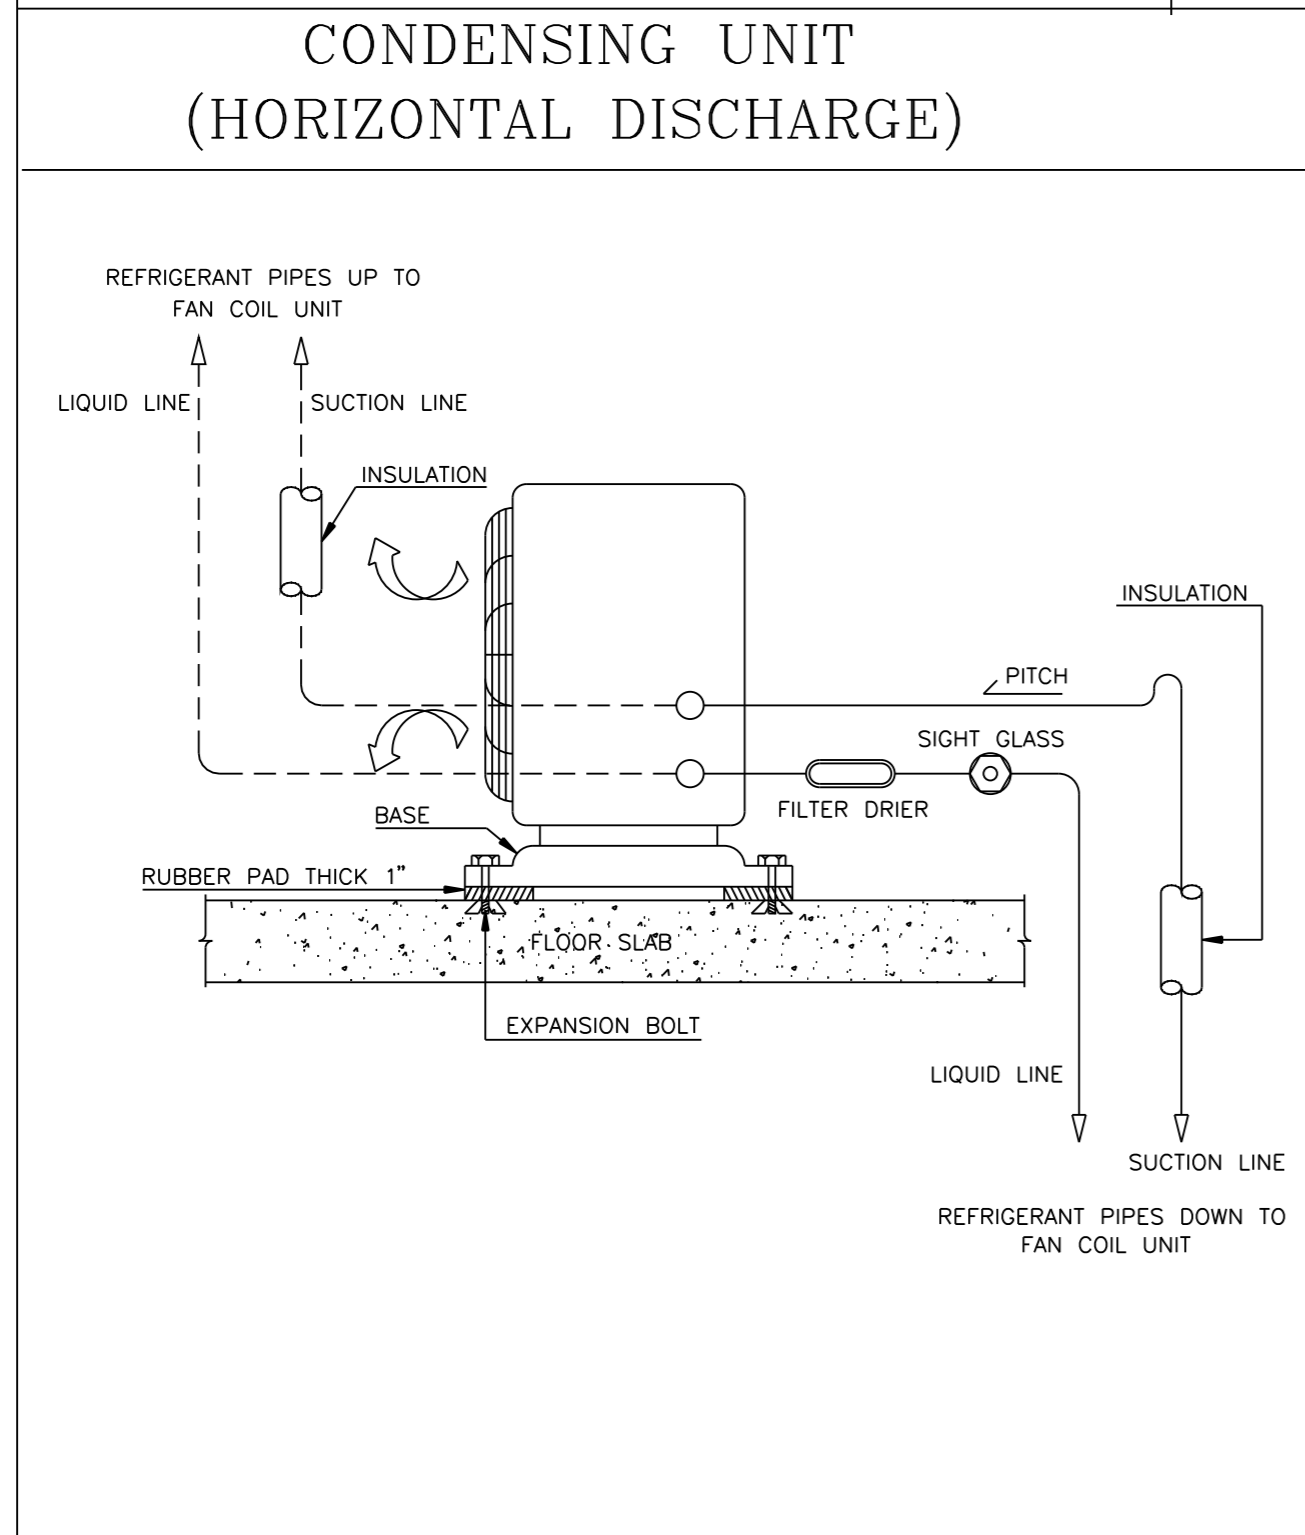 CONDENSING UNIT
(HORIZONTAL DISCHARGE)
REFRIGERANT PIPES UP TO
FAN COIL UNIT
LIQUID LINE
SUCTION LINE
INSULATION
INSULATION
PITCH
SIGHT GLASS
FILTER DRIER
BASE
RUBBER PAD THICK 1"
FLOOR SLAB
EXPANSION BOLT
LIQUID LINE
SUCTION LINE
REFRIGERANT PIPES DOWN TO
FAN COIL UNIT